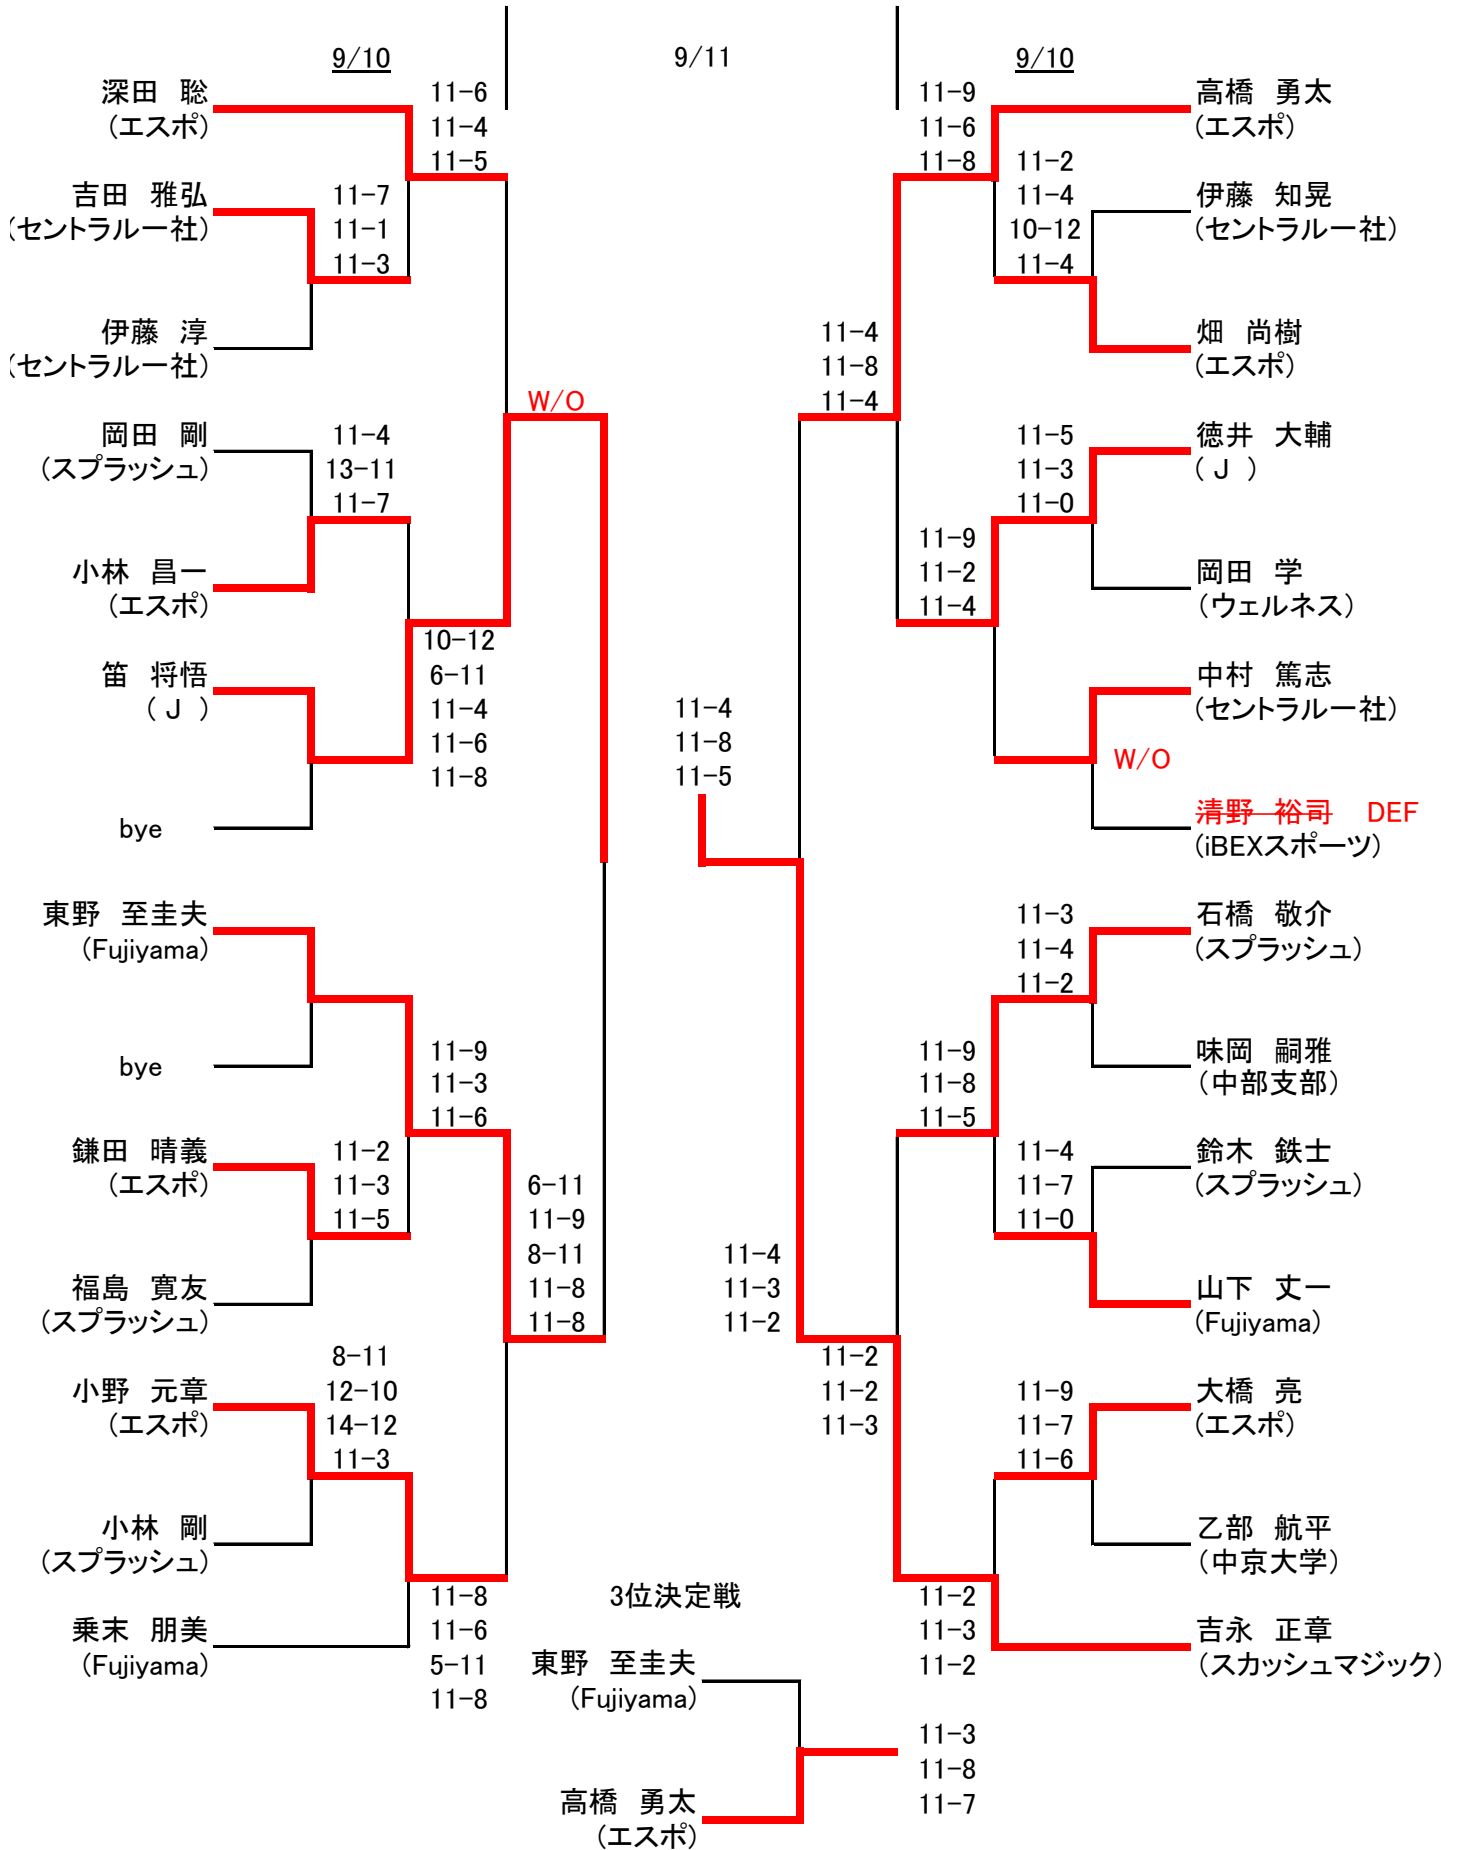 9/10
9/11
9/10
深田 聡
(エスポ)
11-6
11-4
11-5
吉田 雅弘
(セントラル一社)
11-7
11-1
11-3
伊藤 淳
(セントラル一社)
W/O
岡田 剛
(スプラッシュ)
11-4
13-11
11-7
小林 昌一
(エスポ)
笛 将悟
( J )
10-12
6-11
11-4
11-6
11-8
bye
東野 至圭夫
(Fujiyama)
bye
11-9
11-3
11-6
鎌田 晴義
(エスポ)
11-2
11-3
11-5
福島 寛友
(スプラッシュ)
6-11
11-9
8-11
11-8
11-8
小野 元章
(エスポ)
8-11
12-10
14-12
11-3
小林 剛
(スプラッシュ)
乗末 朋美
(Fujiyama)
11-8
11-6
5-11
11-8
11-4
11-8
11-5
高橋 勇太
(エスポ)
11-9
11-6
11-8
11-2
11-4
10-12
11-4
伊藤 知晃
(セントラル一社)
畑 尚樹
(エスポ)
11-4
11-8
11-4
徳井 大輔
( J )
11-5
11-3
11-0
岡田 学
(ウェルネス)
11-9
11-2
11-4
中村 篤志
(セントラル一社)
W/O
清野 裕司 DEF
(iBEXスポーツ)
石橋 敬介
(スプラッシュ)
11-3
11-4
11-2
味岡 嗣雅
(中部支部)
11-9
11-8
11-5
鈴木 鉄士
(スプラッシュ)
11-4
11-7
11-0
山下 丈一
(Fujiyama)
11-4
11-3
11-2
11-2
11-2
11-3
大橋 亮
(エスポ)
11-9
11-7
11-6
乙部 航平
(中京大学)
吉永 正章
(スカッシュマジック)
11-2
11-3
11-2
3位決定戦
東野 至圭夫
(Fujiyama)
高橋 勇太
(エスポ)
11-3
11-8
11-7